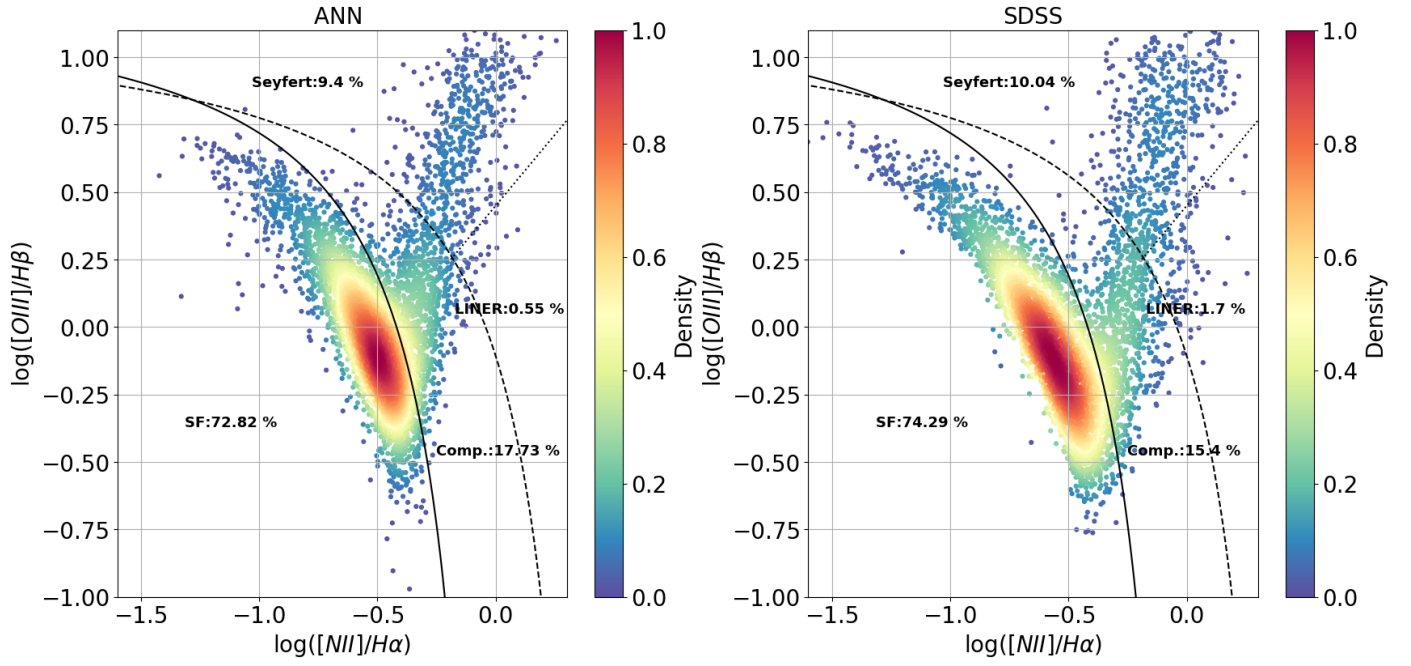 ANN
SDSS
1.00
0.75
0.50
0.25
0.00
−0.25
−0.50
−0.75
−1.00
log([OIII]/Hβ)
Seyfert:9.4 %
LINER:0.55 %
SF:72.82 %
Comp.:17.73 %
−1.5
−1.0
−0.5
0.0
log([NII]/Hα)
1.0
0.8
0.6
0.4
0.2
0.0
Density
1.00
0.75
0.50
0.25
0.00
−0.25
−0.50
−0.75
−1.00
log([OIII]/Hβ)
Seyfert:10.04 %
LINER:1.7 %
SF:74.29 %
Comp.:15.4 %
−1.5
−1.0
−0.5
0.0
log([NII]/Hα)
1.0
0.8
0.6
0.4
0.2
0.0
Density